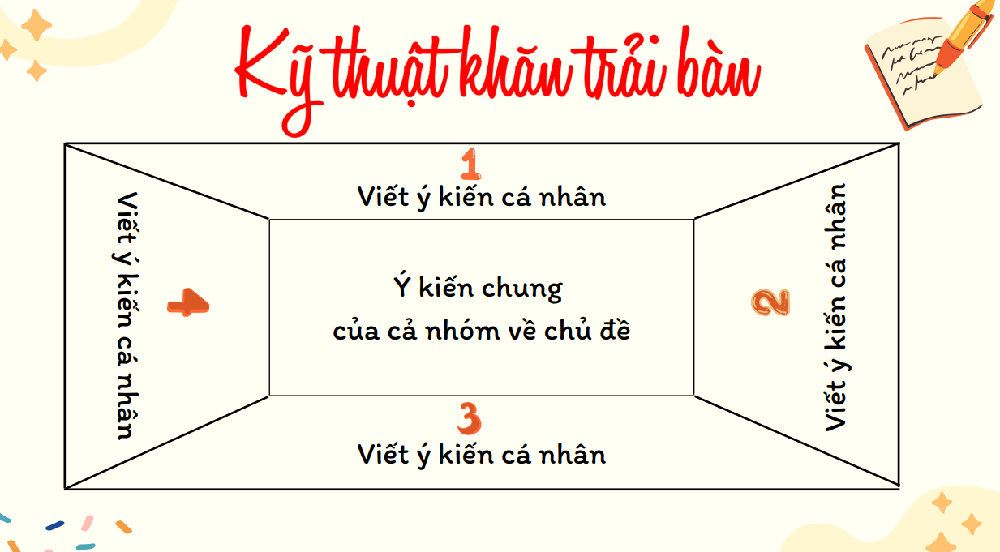 Kỹ thuật khăn trải bàn
1
Viết ý kiến cá nhân
Viết ý kiến cá nhân
4
Ý kiến chung
của cả nhóm về chủ đề
2
Viết ý kiến cá nhân
3
Viết ý kiến cá nhân